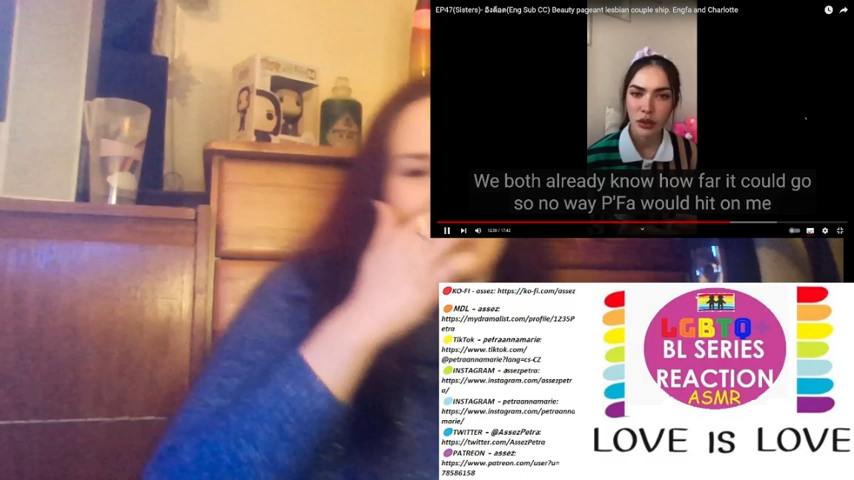 EP47(Sisters)- อิงล็อต(Eng Sub CC) Beauty pageant lesbian couple ship. Engfa and Charlotte
We both already know how far it could go
so no way P'Fa would hit on me
KO-FI - assez: https://ko-fi.com/assez
MDL – assez:
https://mydramalist.com/profile/1235P
etra
TikTok – petraannamarie:
https://www.tiktok.com/
@petraannamarie?lang=cs-CZ
INSTAGRAM – assezpetra:
https://www.instagram.com/assezpetr
a/
INSTAGRAM – petraannamarie:
https://www.instagram.com/petraanna
marie/
TWITTER – @AssezPetra:
https://twitter.com/AssezPetra
PATREON – assez:
https://www.patreon.com/user?u=
78586158
LGBTQ+
BL SERIES
REACTION
ASMR
LOVE is LOVE